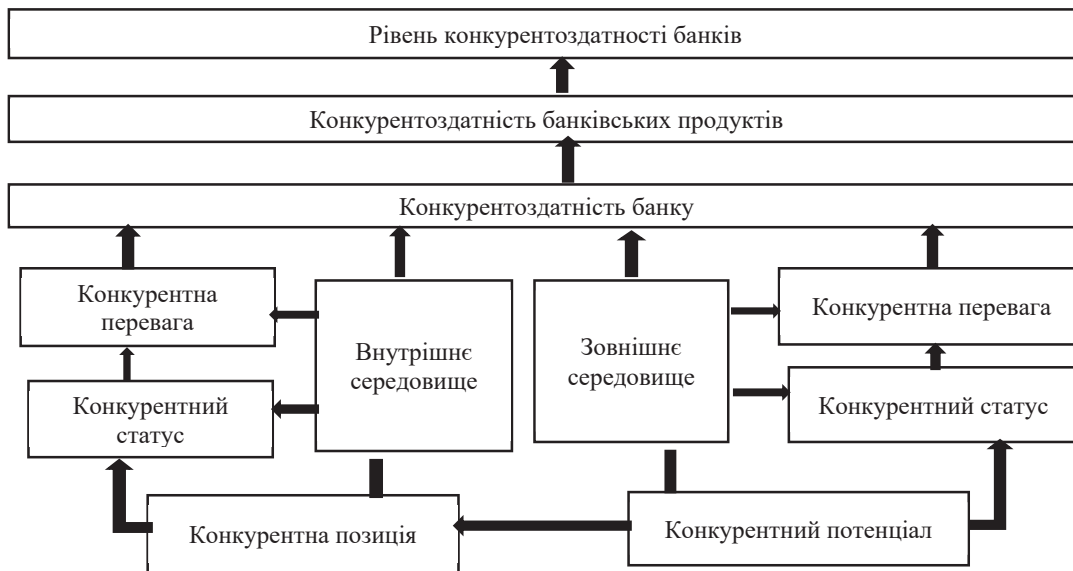 Рівень конкурентоздатності банків
Конкурентоздатність банківських продуктів
Конкурентоздатність банку
Конкурентна
перевага
Внутрішнє
середовище
Зовнішнє
середовище
Конкурентна перевага
Конкурентний
статус
Конкурентний статус
Конкурентна позиція
Конкурентний потенціал